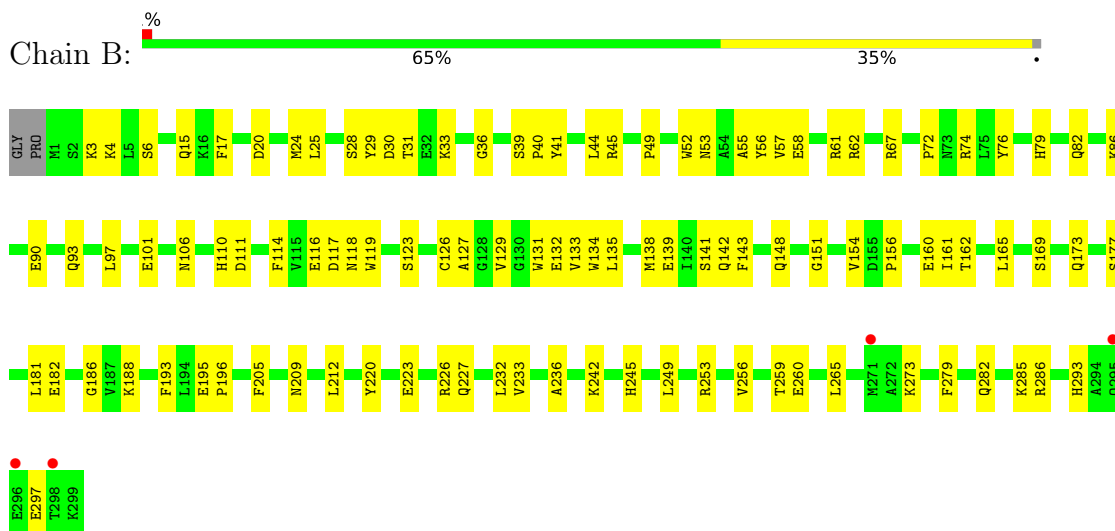 %
Chain B:
65% 35% .
GLY PRO M1 S2 K3 K4 L5 S6 Q15 K16 F17 D20 M24 L25 S28 Y29 D30 T31 E32 K33 G36 S39 P40 Y41 L44 R45 P49 W52 N53 A54 A55 Y56 V57 E58 R61 R62 R67 P72 N73 R74 L75 Y76 H79 Q82 K86
E90 Q93 L97 E101 N106 H110 D111 F114 V115 E116 D117 N118 W119 S123 C126 A127 G128 V129 G130 W131 E132 V133 W134 L135 M138 E139 I140 S141 Q142 F143 Q148 G151 V154 D155 P156 E160 I161 T162 L165 S169 Q173 S177
L181 E182 G186 V187 K188 F193 L194 E195 P196 F205 N209 L212 Y220 E223 R226 Q227 L232 V233 A236 K242 H245 L249 R253 V256 T259 E260 L265 M271 A272 K273 F279 Q282 K285 R286 H293 A294
E296 E297 T298 K299